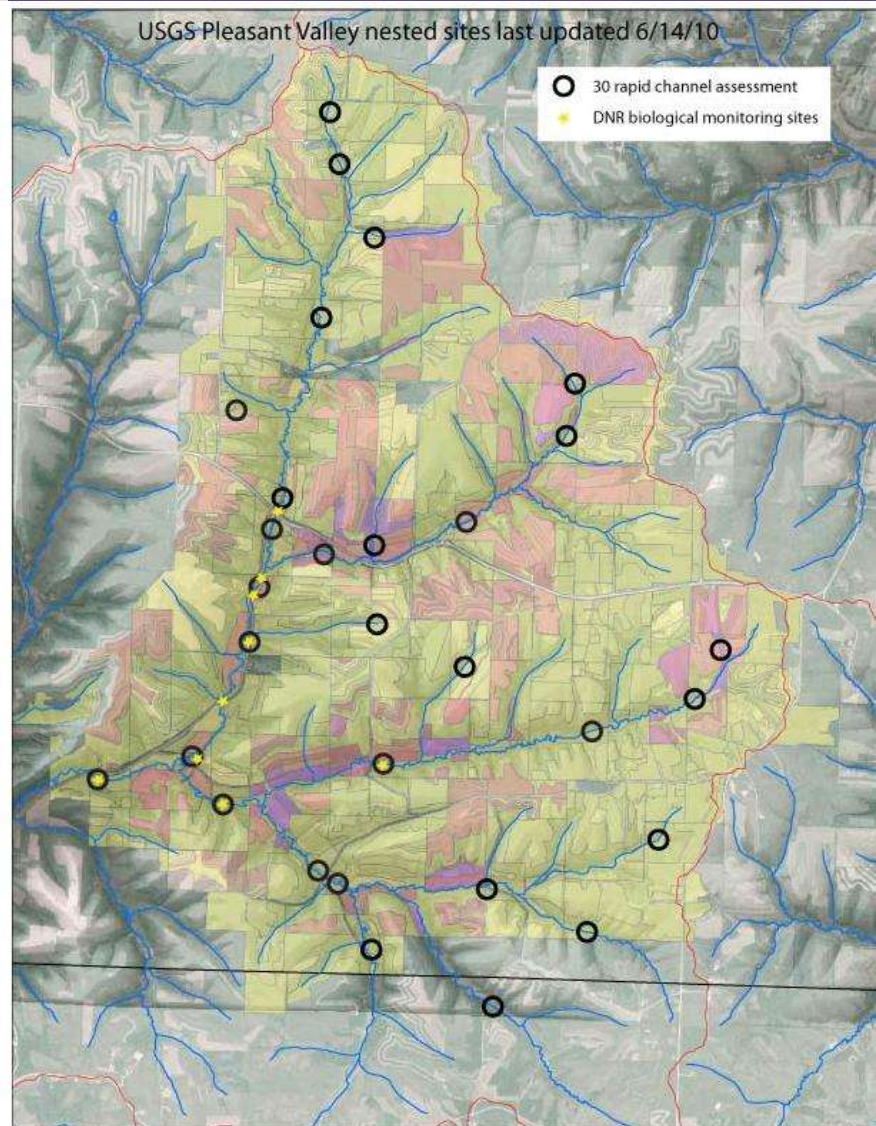 USGS Pleasant Valley nested sites last updated 6/14/10
30 rapid channel assessment
DNR biological monitoring sites